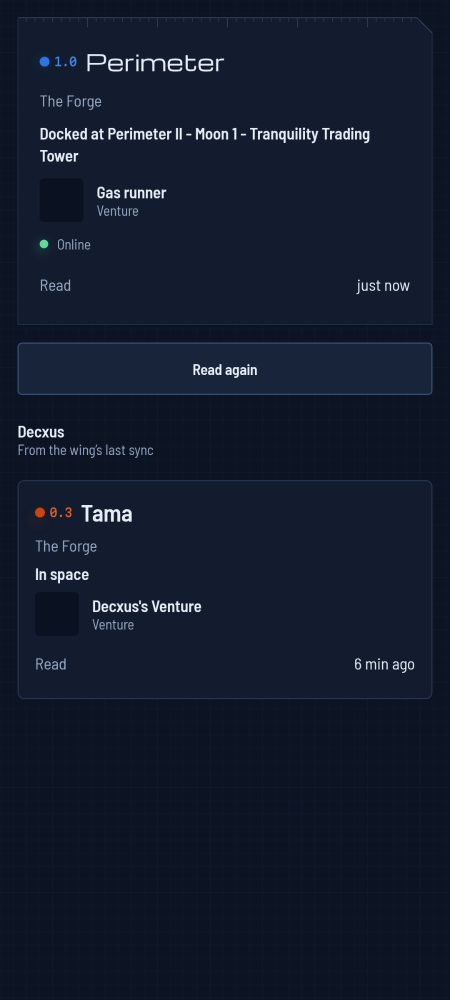 1.0 Perimeter
The Forge
Docked at Perimeter II - Moon 1 - Tranquility Trading
Tower
Gas runner
Venture
Online
Read just now
Read again
Decxus
From the wing's last sync
0.3 Tama
The Forge
In space
Decxus's Venture
Venture
Read 6 min ago